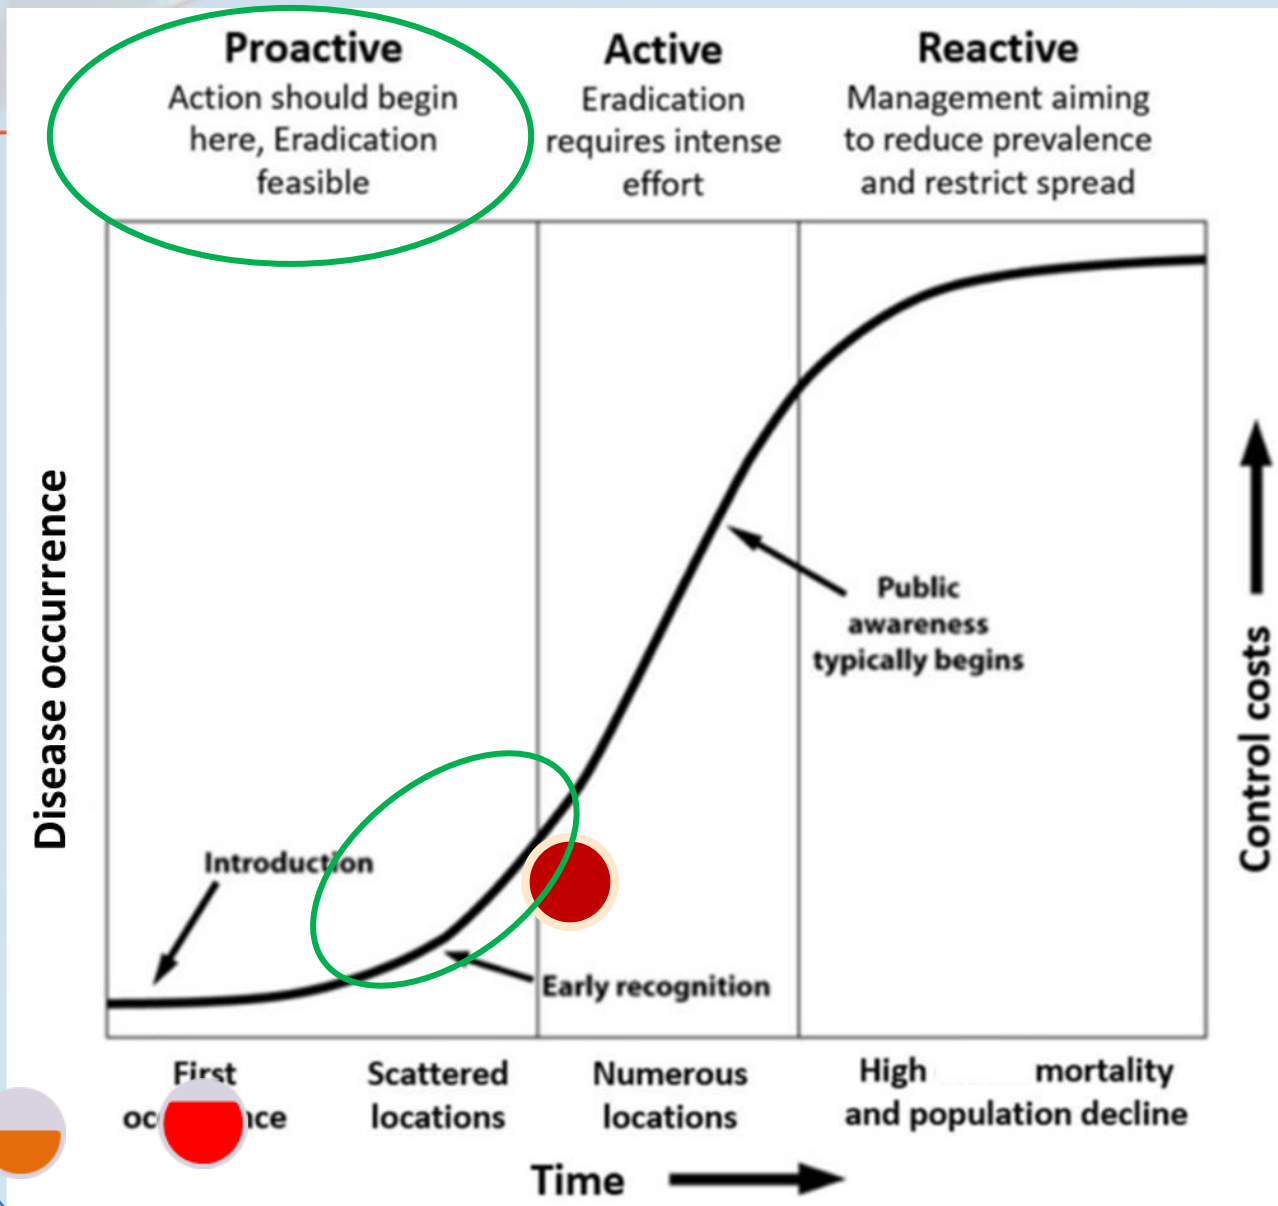 Proactive
Action should begin
here, Eradication
feasible
Active
Eradication
requires intense
effort
Reactive
Management aiming
to reduce prevalence
and restrict spread
Disease occurrence
Control costs
Public
awareness
typically begins
Introduction
Early recognition
First
Scattered
locations
Numerous
locations
High mortality
and population decline
Time